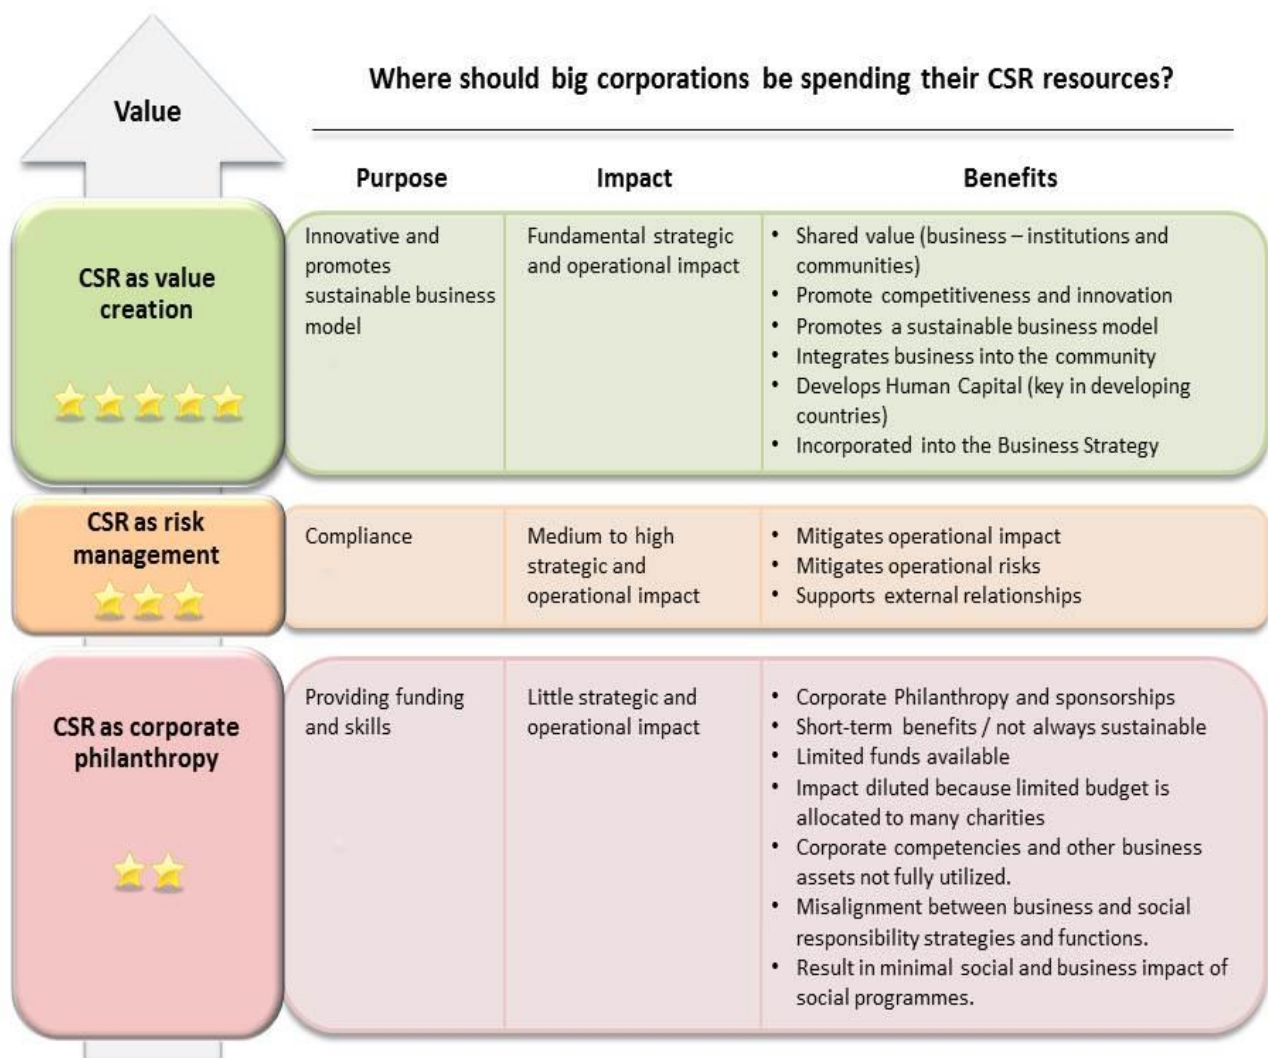 Value
Where should big corporations be spending their CSR resources?
Purpose
Impact
Benefits
CSR as value
creation
Innovative and
promotes
sustainable business
model
Fundamental strategic
and operational impact
• Shared value (business – institutions and
communities)
• Promote competitiveness and innovation
• Promotes a sustainable business model
• Integrates business into the community
• Develops Human Capital (key in developing
countries)
• Incorporated into the Business Strategy
CSR as risk
management
Compliance
Medium to high
strategic and
operational impact
• Mitigates operational impact
• Mitigates operational risks
• Supports external relationships
CSR as corporate
philanthropy
Providing funding
and skills
Little strategic and
operational impact
• Corporate Philanthropy and sponsorships
• Short-term benefits / not always sustainable
• Limited funds available
• Impact diluted because limited budget is
allocated to many charities
• Corporate competencies and other business
assets not fully utilized.
• Misalignment between business and social
responsibility strategies and functions.
• Result in minimal social and business impact of
social programmes.